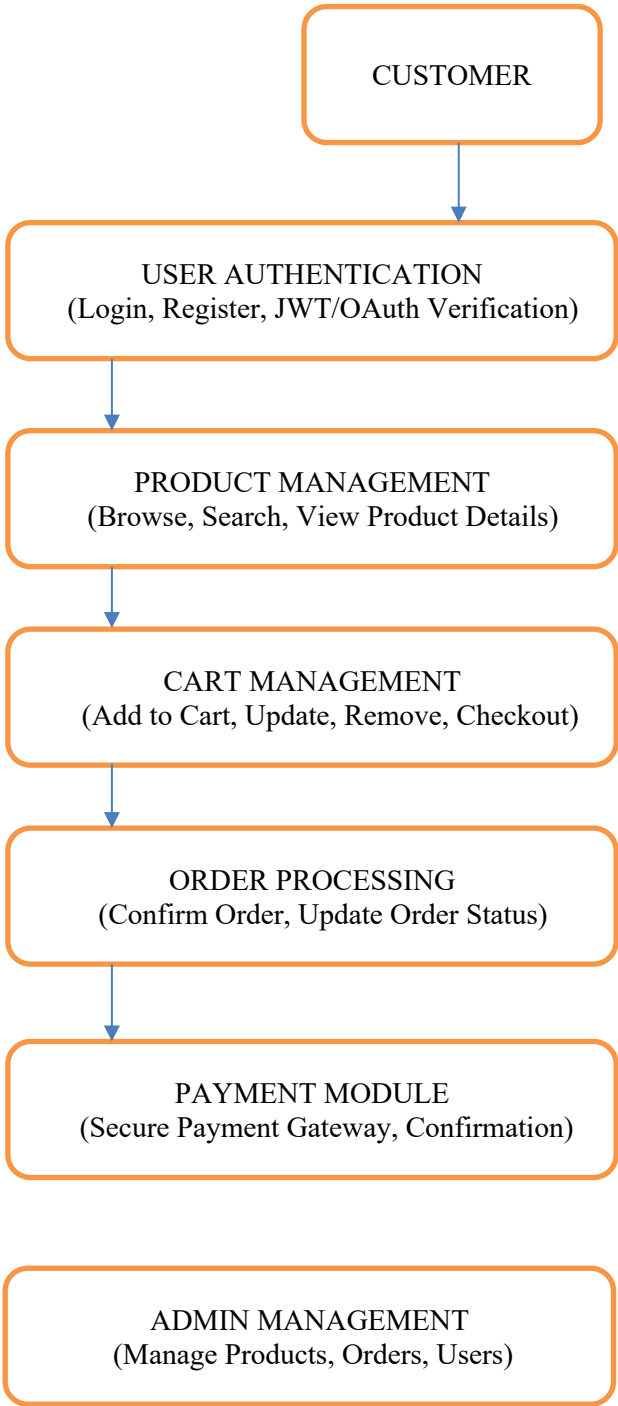 CUSTOMER
USER AUTHENTICATION
(Login, Register, JWT/OAuth Verification)
PRODUCT MANAGEMENT
(Browse, Search, View Product Details)
CART MANAGEMENT
(Add to Cart, Update, Remove, Checkout)
ORDER PROCESSING
(Confirm Order, Update Order Status)
PAYMENT MODULE
(Secure Payment Gateway, Confirmation)
ADMIN MANAGEMENT
(Manage Products, Orders, Users)